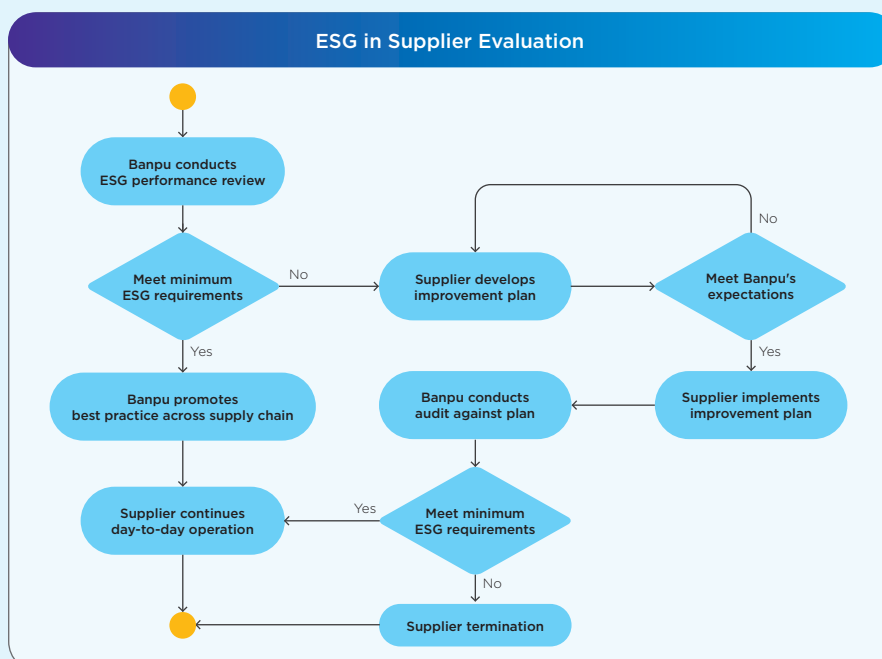 ESG in Supplier Evaluation
Banpu conducts
ESG performance review
Meet minimum
ESG requirements
No
Supplier develops
improvement plan
No
Meet Banpu's
expectations
Yes
Yes
Banpu promotes
best practice across supply chain
Banpu conducts
audit against plan
Supplier implements
improvement plan
Supplier continues
day-to-day operation
Yes
Meet minimum
ESG requirements
No
Supplier termination